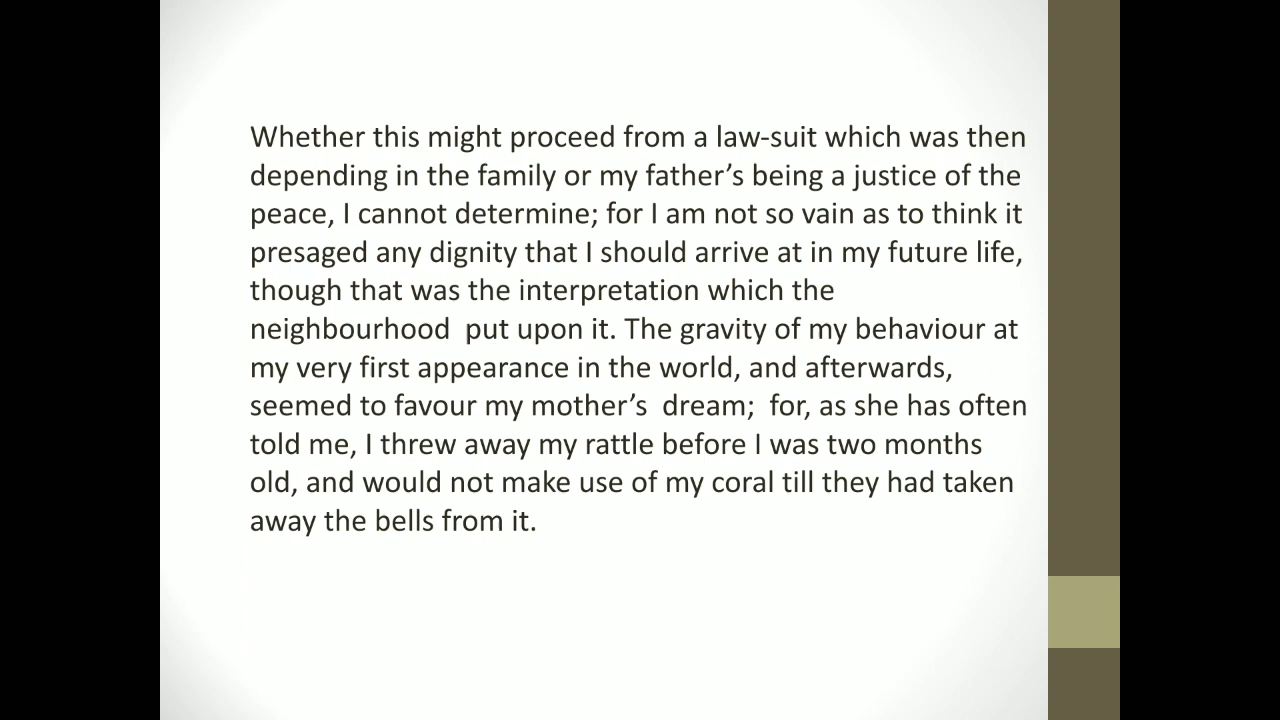 Whether this might proceed from a law-suit which was then
depending in the family or my father’s being a justice of the
peace, I cannot determine; for I am not so vain as to think it
presaged any dignity that I should arrive at in my future life,
though that was the interpretation which the
neighbourhood  put upon it. The gravity of my behaviour at
my very first appearance in the world, and afterwards,
seemed to favour my mother’s  dream;  for, as she has often
told me, I threw away my rattle before I was two months
old, and would not make use of my coral till they had taken
away the bells from it.